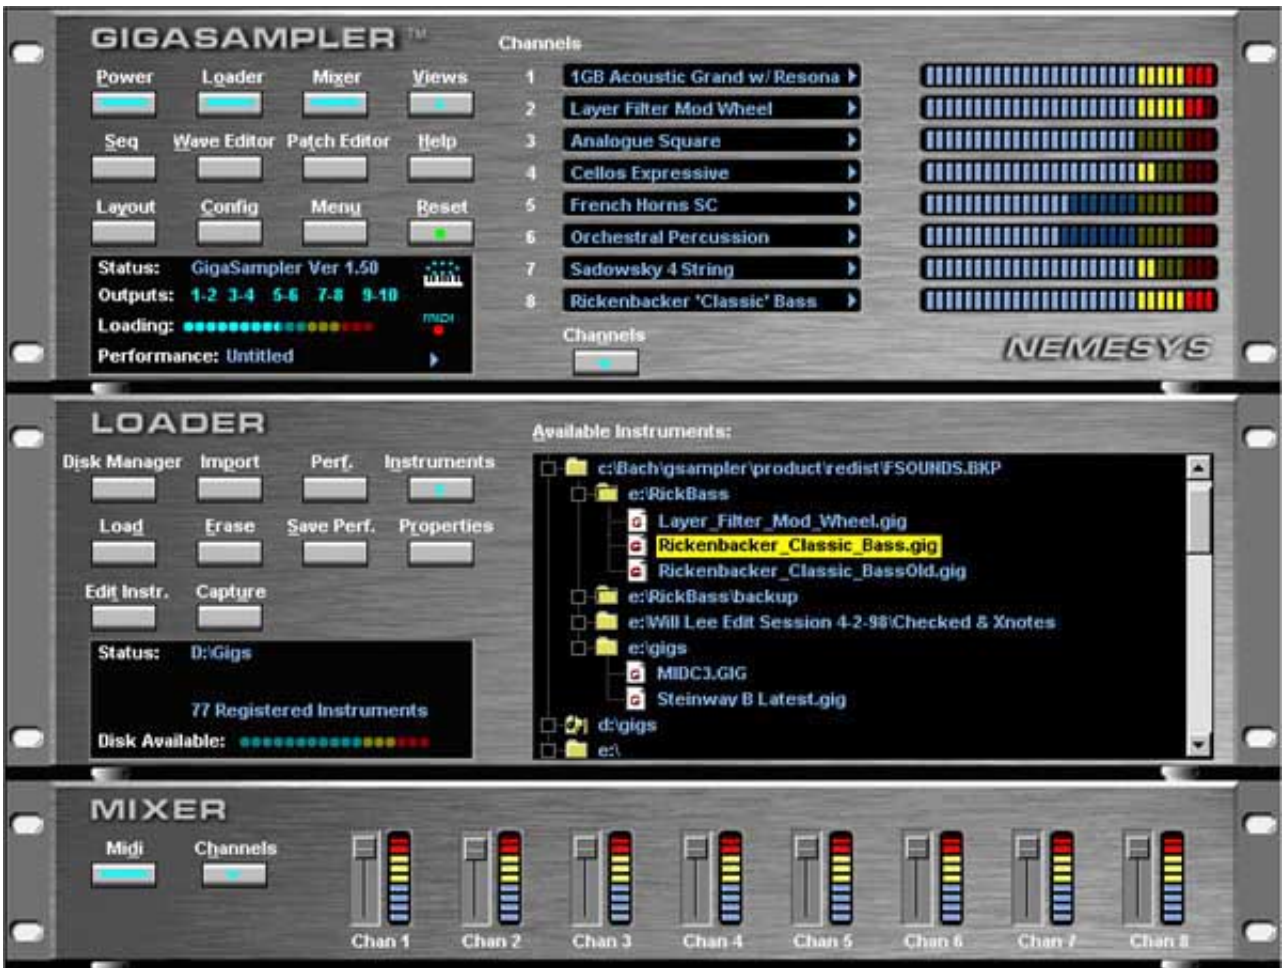 GIGASAMPLER ™
Channels
Power Loader Mixer Views
Seq Wave Editor Patch Editor Help
Layout Config Menu Reset
Status: GigaSampler Ver 1.50
Outputs: 1-2 3-4 5-6 7-8 9-10
Loading: MIDI
Performance: Untitled
1 1GB Acoustic Grand w/ Resona
2 Layer Filter Mod Wheel
3 Analogue Square
4 Cellos Expressive
5 French Horns SC
6 Orchestral Percussion
7 Sadowsky 4 String
8 Rickenbacker 'Classic' Bass
Channels
NEMESYS
LOADER
Disk Manager Import Perf. Instruments
Load Erase Save Perf. Properties
Edit Instr. Capture
Status: D:\Gigs
77 Registered Instruments
Disk Available:
Available Instruments:
c:\Bach\gsampler\product\redist\FSOUNDS.BKP
e:\RickBass
Layer_Filter_Mod_Wheel.gig
Rickenbacker_Classic_Bass.gig
Rickenbacker_Classic_BassOld.gig
e:\RickBass\backup
e:\Will Lee Edit Session 4-2-98\Checked & Xnotes
e:\gigs
MIDC3.GIG
Steinway B Latest.gig
d:\gigs
e:\
MIXER
Midi Channels
Chan 1 Chan 2 Chan 3 Chan 4 Chan 5 Chan 6 Chan 7 Chan 8